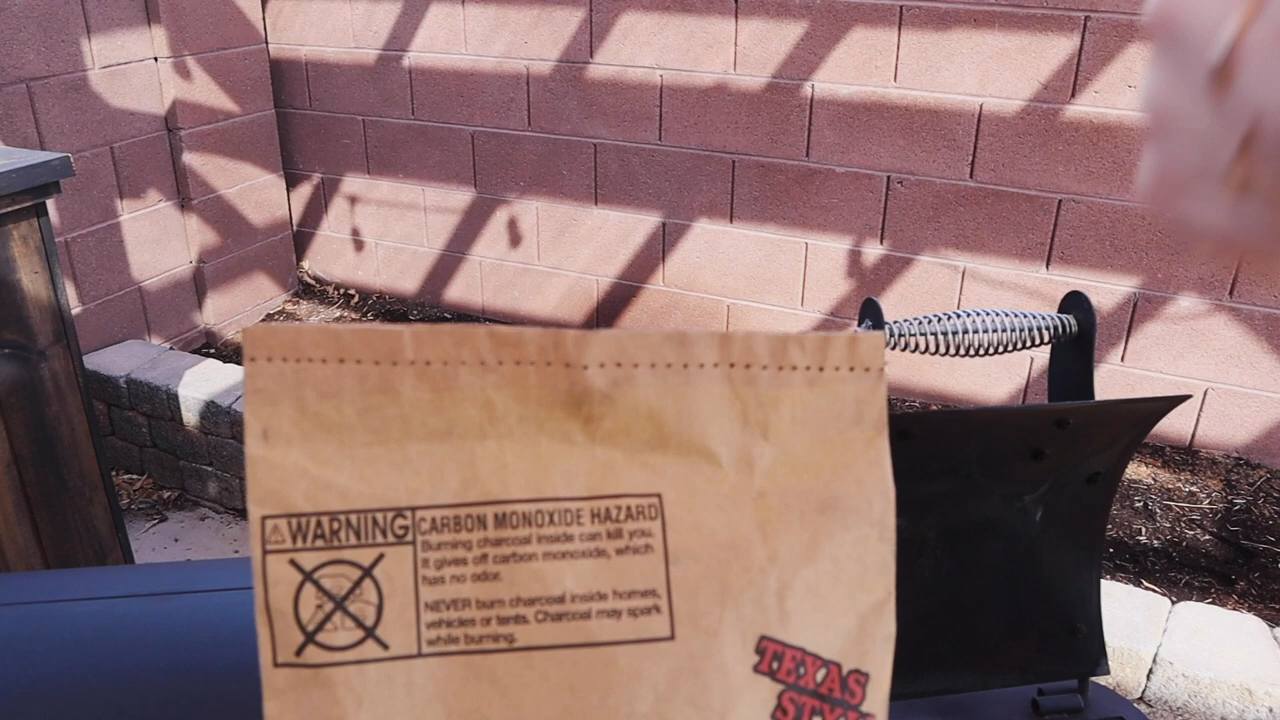 WARNING
CARBON MONOXIDE HAZARD
Burning charcoal inside can kill you.
It gives off carbon monoxide, which
has no odor.
NEVER burn charcoal inside homes,
vehicles or tents. Charcoal may spark
while burning.
TEXAS
STYLE